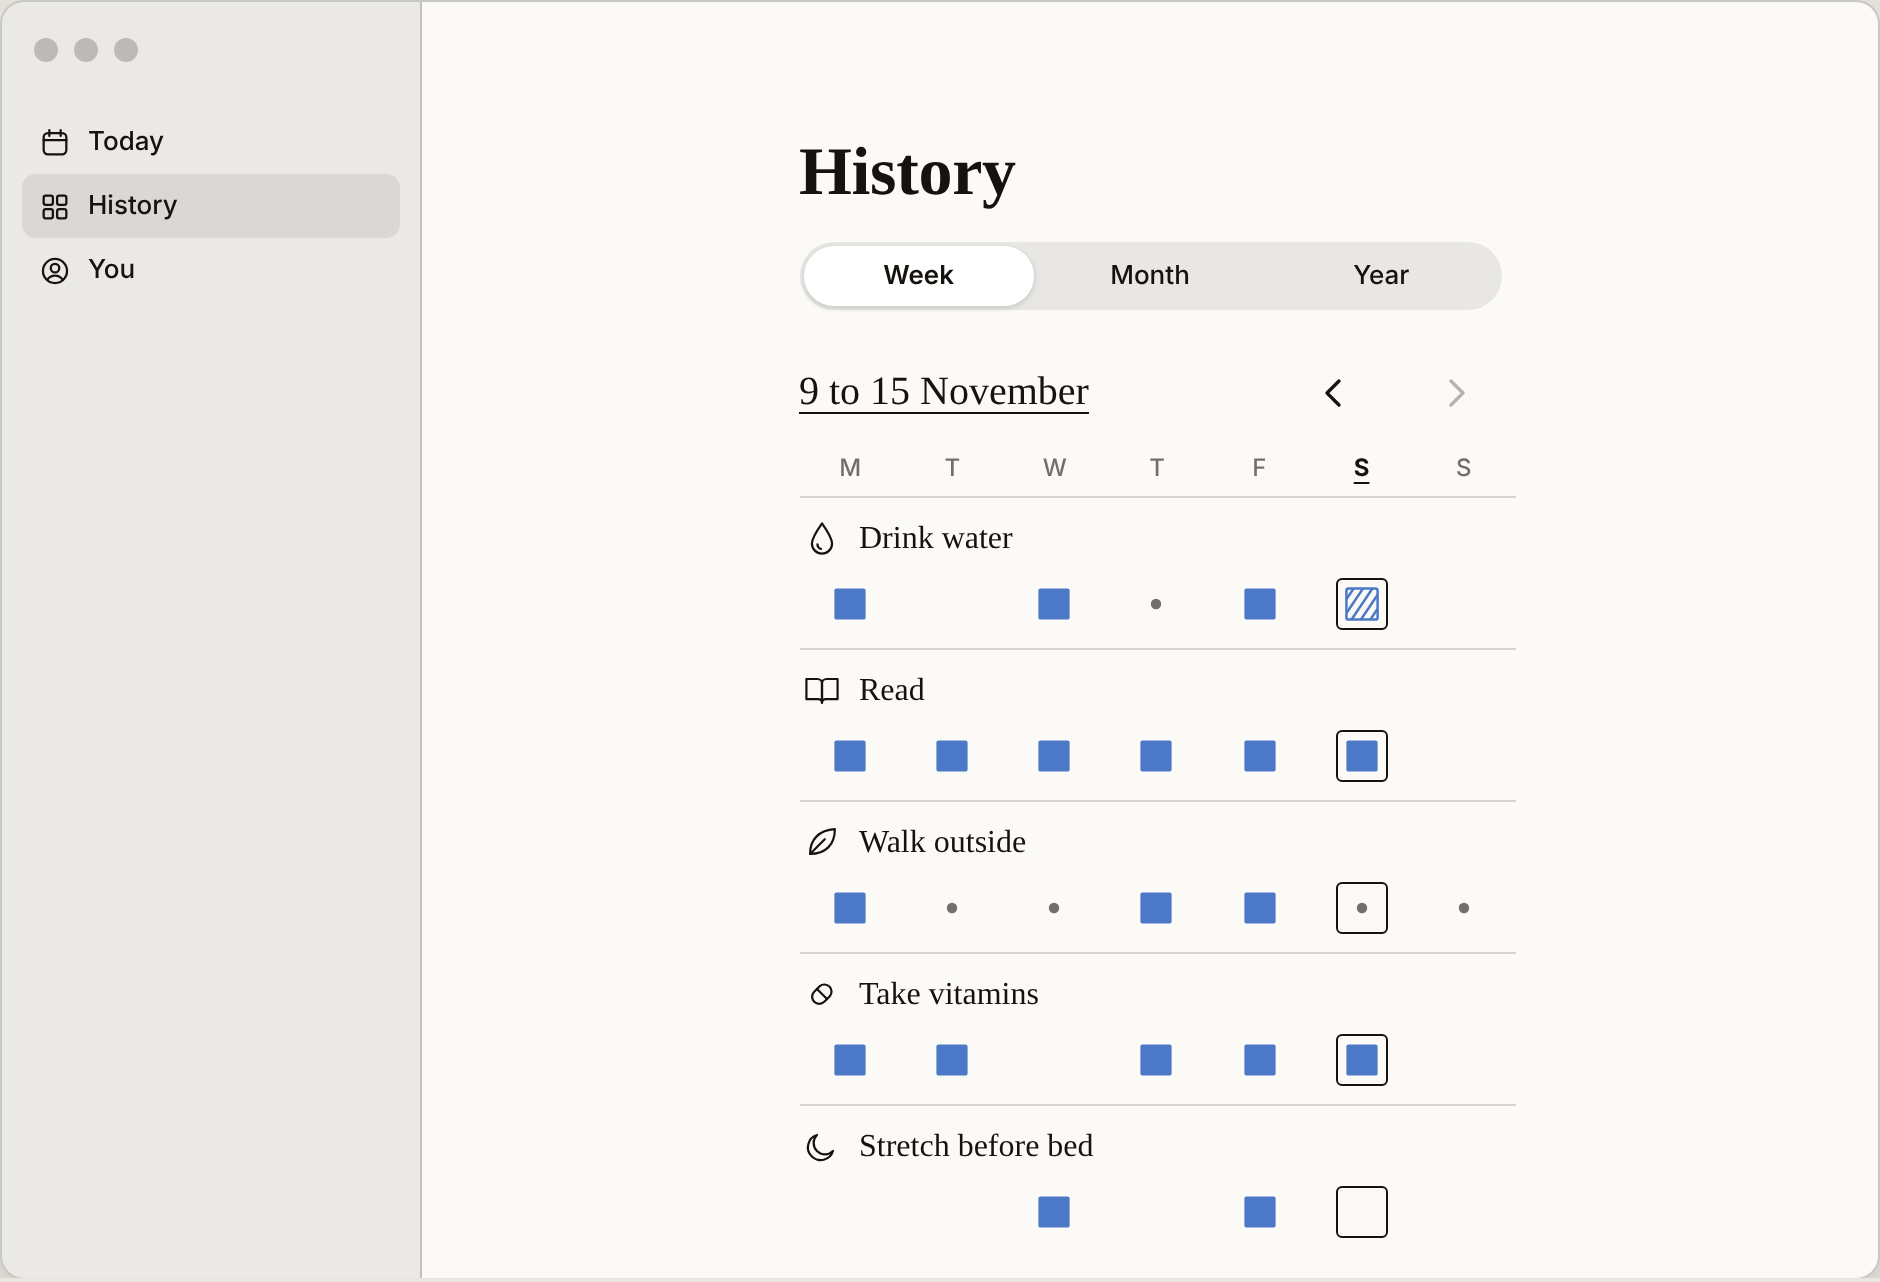 Today
History
You
History
Week Month Year
9 to 15 November
M T W T F S S
Drink water
Read
Walk outside
Take vitamins
Stretch before bed